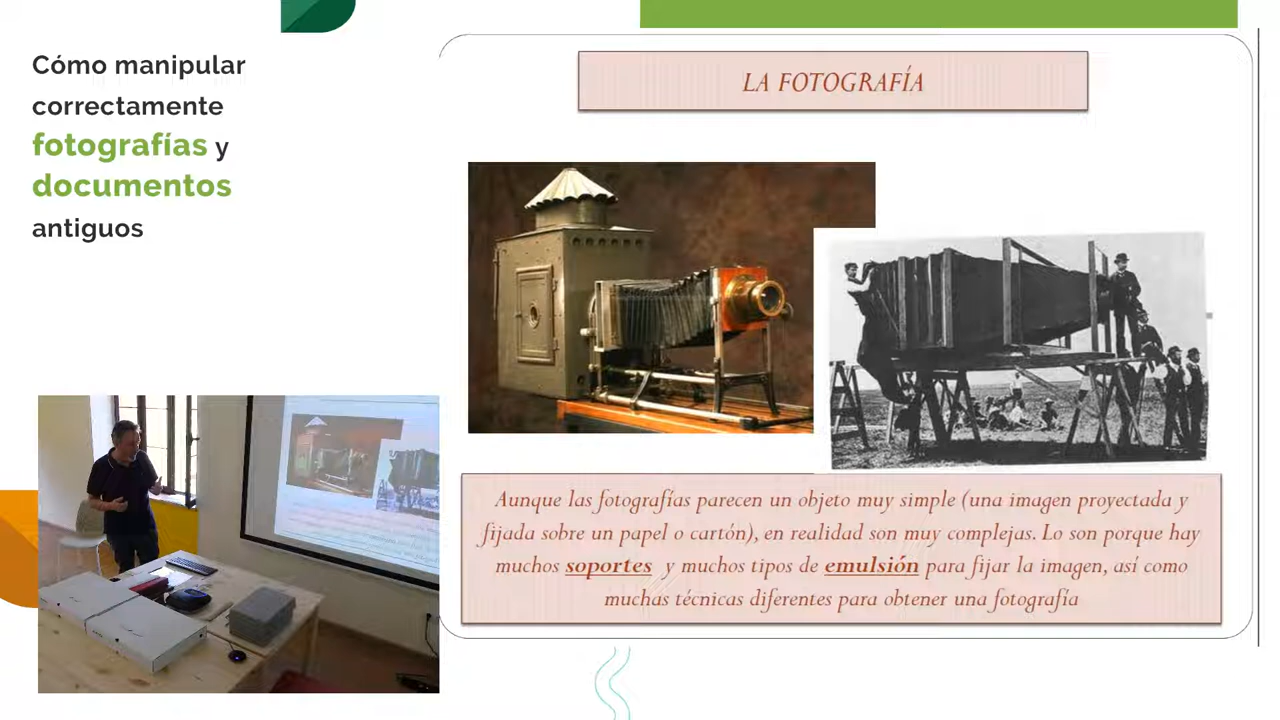 Cómo manipular
correctamente
fotografías y
documentos
antiguos
LA FOTOGRAFÍA
Aunque las fotografías parecen un objeto muy simple (una imagen proyectada y
fijada sobre un papel o cartón), en realidad son muy complejas. Lo son porque hay
muchos soportes y muchos tipos de emulsión para fijar la imagen, así como
muchas técnicas diferentes para obtener una fotografía